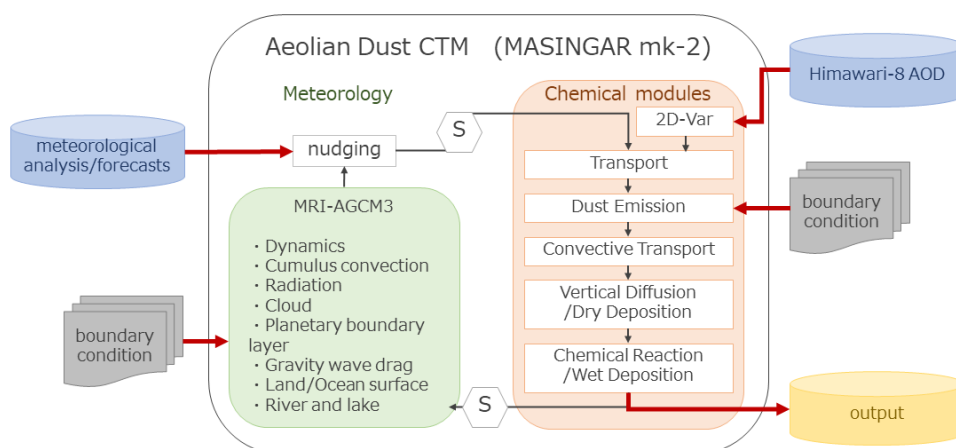 Aeolian Dust CTM (MASINGAR mk-2)
Himawari-8 AOD
Meteorology
Chemical modules
S
2D-Var
meteorological
analysis/forecasts
nudging
Transport
MRI-AGCM3
Dust Emission
boundary
condition
・Dynamics
・Cumulus convection
・Radiation
・Cloud
・Planetary boundary
layer
・Gravity wave drag
・Land/Ocean surface
・River and lake
Convective Transport
Vertical Diffusion
/Dry Deposition
boundary
condition
Chemical Reaction
/Wet Deposition
S
output